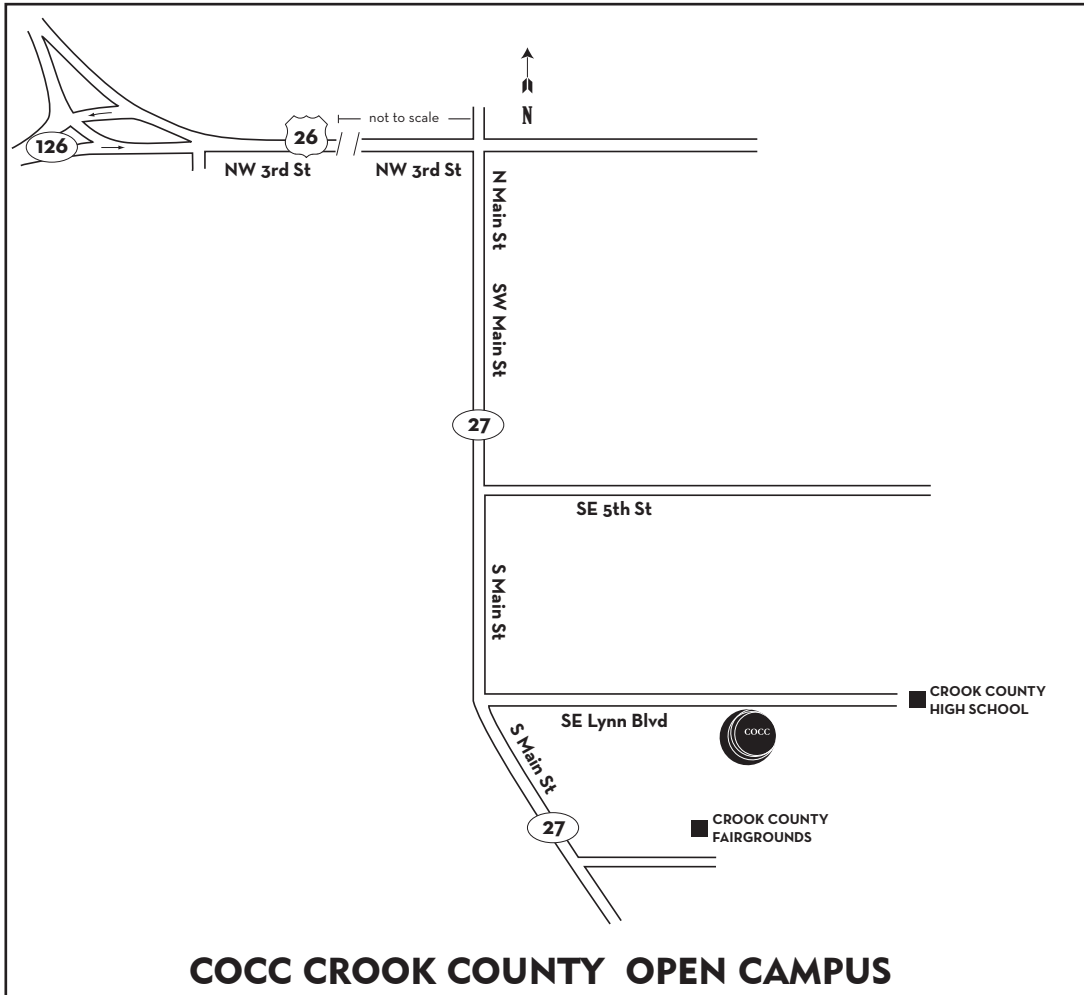 not to scale
N
126
26
NW 3rd St
NW 3rd St
N Main St
SW Main St
27
SE 5th St
S Main St
CROOK COUNTY
HIGH SCHOOL
SE Lynn Blvd
COCC
S Main St
27
CROOK COUNTY
FAIRGROUNDS
COCC CROOK COUNTY OPEN CAMPUS